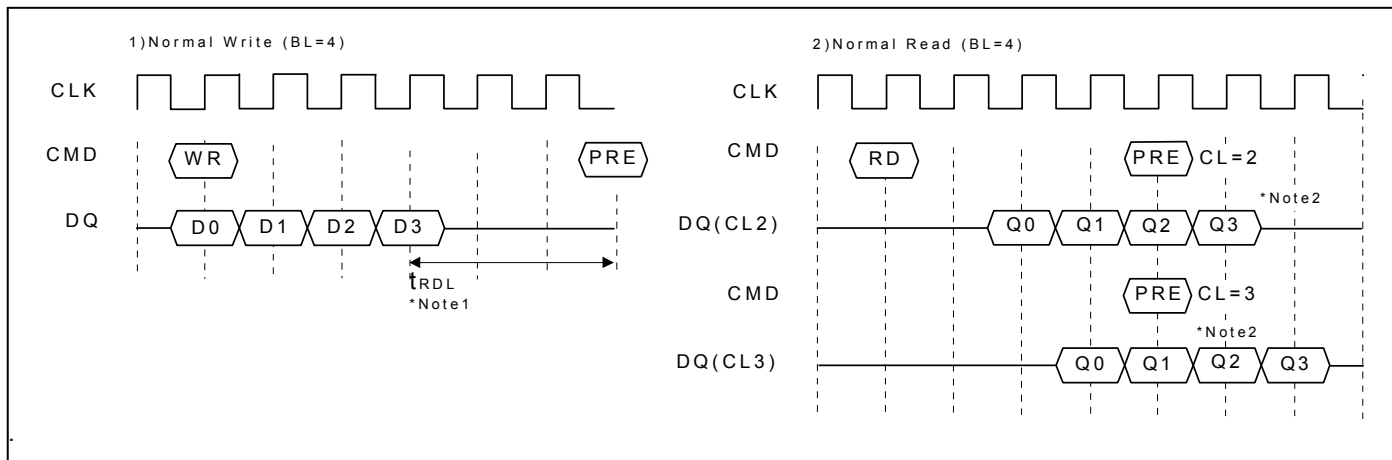 1)Normal Write (BL=4)
CLK
CMD
WR
PRE
DQ
D0 D1 D2 D3
tRDL
*Note1
2)Normal Read (BL=4)
CLK
CMD
RD
PRE CL=2
*Note2
DQ(CL2)
Q0 Q1 Q2 Q3
CMD
PRE CL=3
*Note2
DQ(CL3)
Q0 Q1 Q2 Q3
.